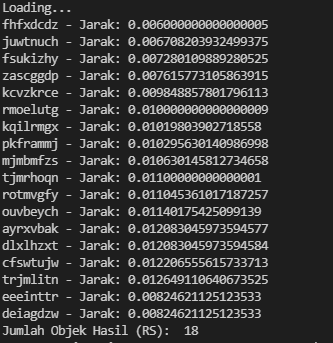 Loading...
fhfxdcdz - Jarak: 0.006000000000000005
juwtnuch - Jarak: 0.006708203932499375
fsukizhy - Jarak: 0.007280109889280525
zascggdp - Jarak: 0.007615773105863915
kcvzkrce - Jarak: 0.009848857801796113
rmoelutg - Jarak: 0.010000000000000009
kqilrmgx - Jarak: 0.01019803902718558
pkframmj - Jarak: 0.010295630140986998
mjmbmfzs - Jarak: 0.010630145812734658
tjmrhoqn - Jarak: 0.01100000000000001
rotmvgfy - Jarak: 0.011045361017187257
ouvbeych - Jarak: 0.01140175425099139
ayrxvbak - Jarak: 0.012083045973594577
dlxlhzxt - Jarak: 0.012083045973594584
cfswtujw - Jarak: 0.012206555615733713
trjmlitn - Jarak: 0.012649110640673525
eeeinttr - Jarak: 0.00824621125123533
deiagdzw - Jarak: 0.00824621125123533
Jumlah Objek Hasil (RS):  18